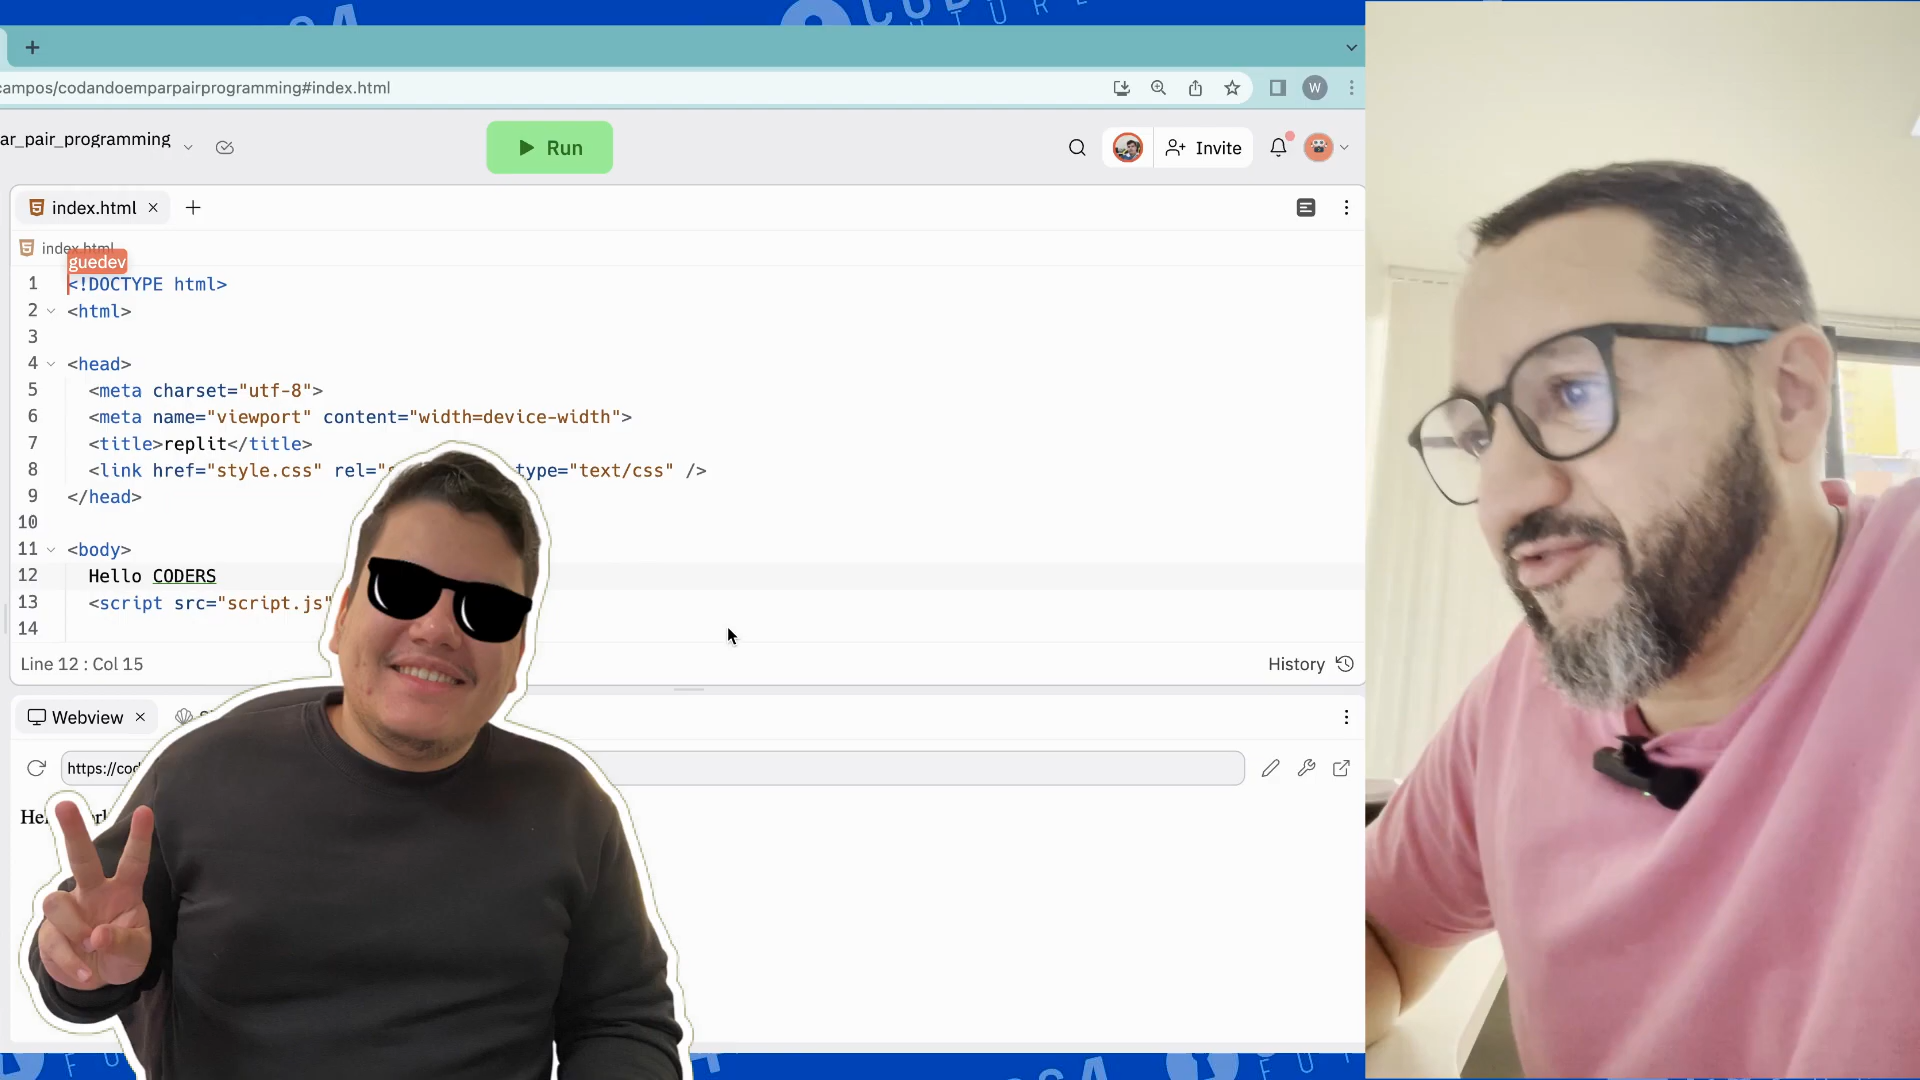 campos/codandoemparpairprogramming#index.html
W
ar_pair_programming
Run
Invite
index.html
index.html
guedev
1 <!DOCTYPE html>
2 <html>
3
4 <head>
5 <meta charset="utf-8">
6 <meta name="viewport" content="width=device-width">
7 <title>replit</title>
8 <link href="style.css" rel=" type="text/css" />
9 </head>
10
11 <body>
12 Hello CODERS
13 <script src="script.js"
14
Line 12 : Col 15
History
Webview
https://cod